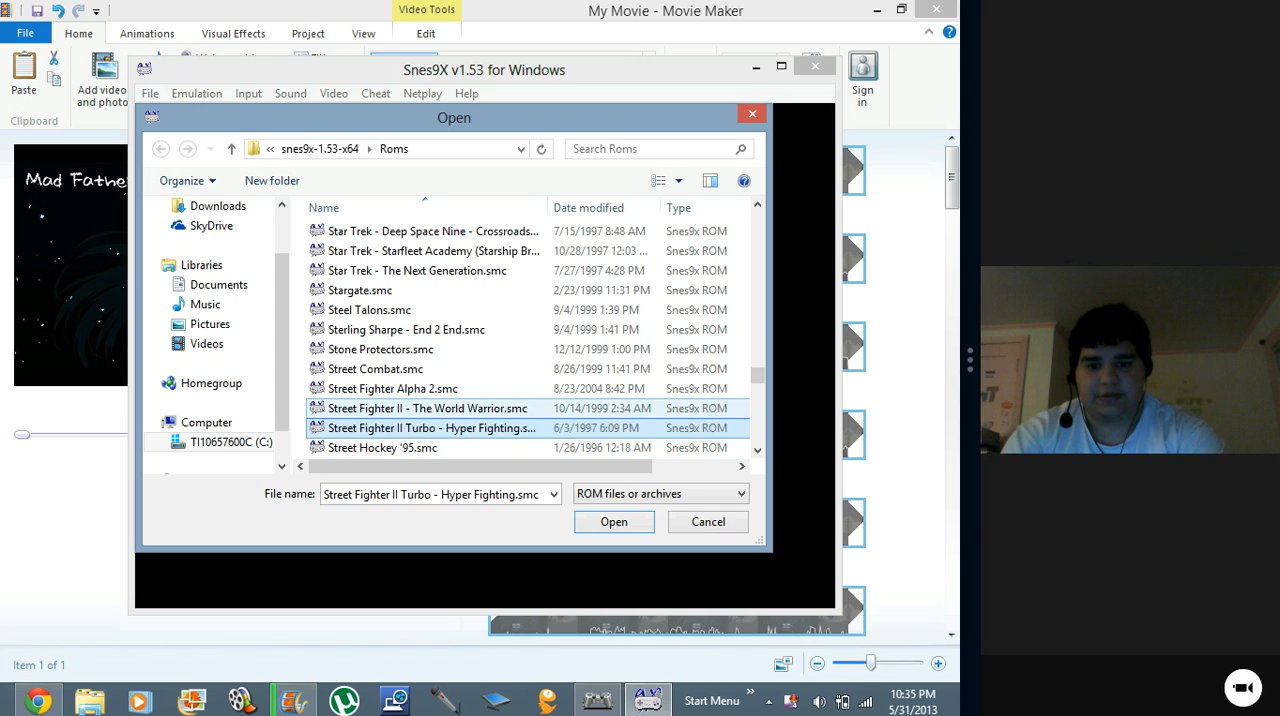 Video Tools
My Movie - Movie Maker
File Home Animations Visual Effects Project View Edit
Paste
Add video
and photo
Sign
in
Clipboard
Mad Fathe
Snes9X v1.53 for Windows
File Emulation Input Sound Video Cheat Netplay Help
Open
« snes9x-1.53-x64 Roms
Search Roms
Organize New folder
Name Date modified Type
Downloads
SkyDrive
Libraries
Documents
Music
Pictures
Videos
Homegroup
Computer
TI10657600C (C:)
Star Trek - Deep Space Nine - Crossroads... 7/15/1997 8:48 AM Snes9x ROM
Star Trek - Starfleet Academy (Starship Br... 10/28/1997 12:03 ... Snes9x ROM
Star Trek - The Next Generation.smc 7/27/1997 4:28 PM Snes9x ROM
Stargate.smc 2/23/1999 11:31 PM Snes9x ROM
Steel Talons.smc 9/4/1999 1:39 PM Snes9x ROM
Sterling Sharpe - End 2 End.smc 9/4/1999 1:41 PM Snes9x ROM
Stone Protectors.smc 12/12/1999 1:00 PM Snes9x ROM
Street Combat.smc 8/26/1999 11:41 PM Snes9x ROM
Street Fighter Alpha 2.smc 8/23/2004 8:42 PM Snes9x ROM
Street Fighter II - The World Warrior.smc 10/14/1999 2:34 AM Snes9x ROM
Street Fighter II Turbo - Hyper Fighting.s... 6/3/1997 6:09 PM Snes9x ROM
Street Hockey '95.smc 1/26/1996 12:18 AM Snes9x ROM
File name: Street Fighter II Turbo - Hyper Fighting.smc ROM files or archives
Open Cancel
Item 1 of 1
Start Menu »
10:35 PM
5/31/2013